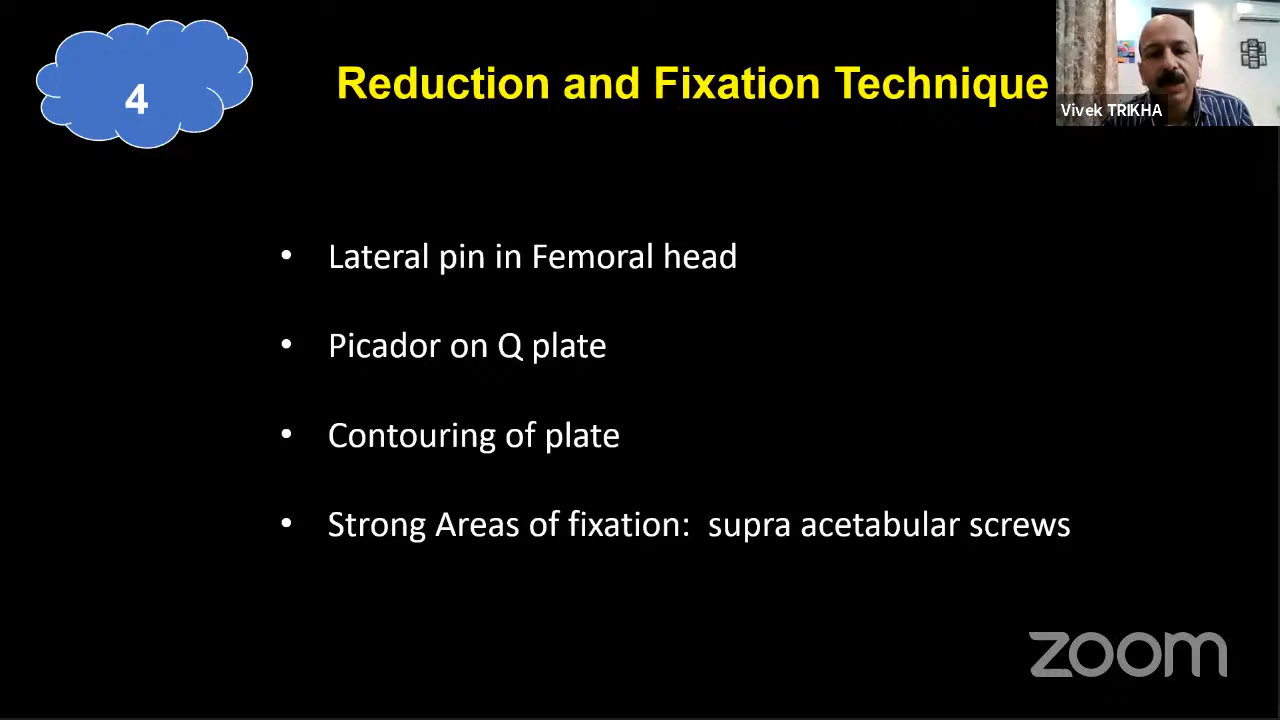 4
Reduction and Fixation Technique
Vivek TRIKHA
• Lateral pin in Femoral head
• Picador on Q plate
• Contouring of plate
• Strong Areas of fixation: supra acetabular screws
zoom